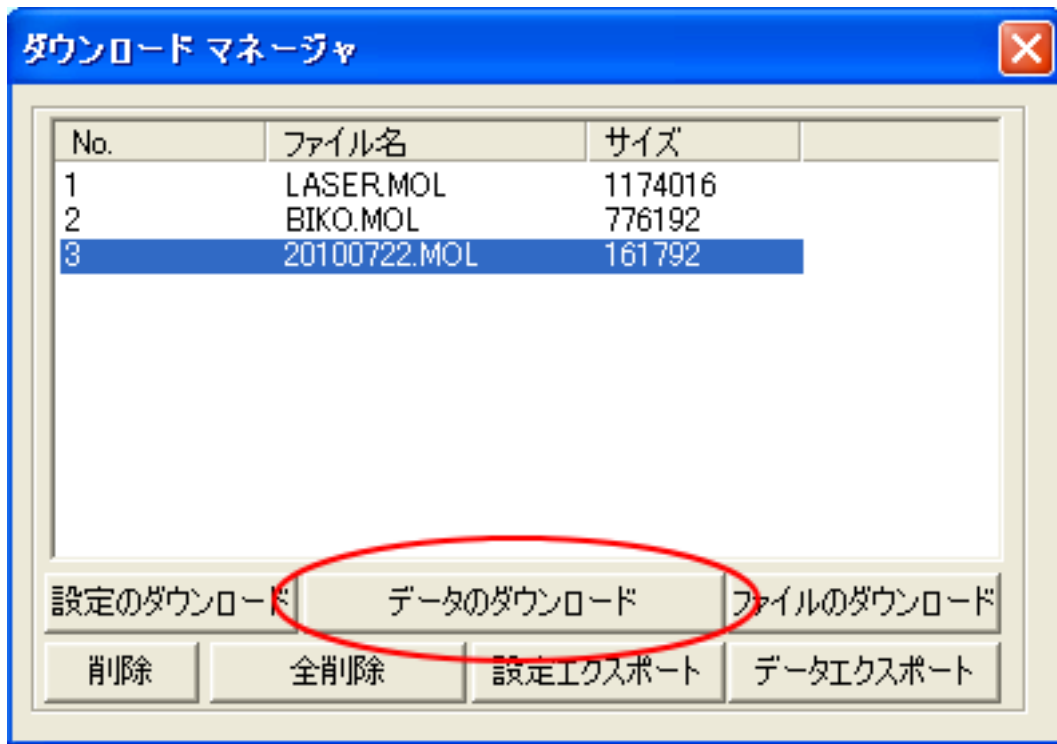 ダウンロード マネージャ
No. ファイル名 サイズ
1 LASER.MOL 1174016
2 BIKO.MOL 776192
3 20100722.MOL 161792
設定のダウンロード データのダウンロード ファイルのダウンロード
削除 全削除 設定エクスポート データエクスポート